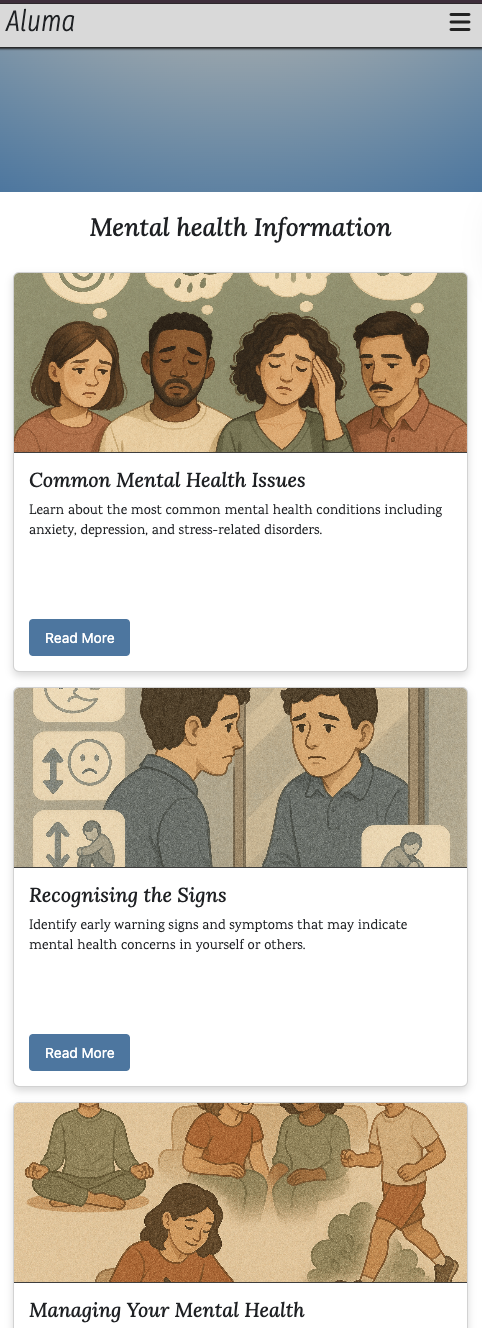 Aluma
Mental health Information
Common Mental Health Issues
Learn about the most common mental health conditions including
anxiety, depression, and stress-related disorders.
Read More
Recognising the Signs
Identify early warning signs and symptoms that may indicate
mental health concerns in yourself or others.
Read More
Managing Your Mental Health